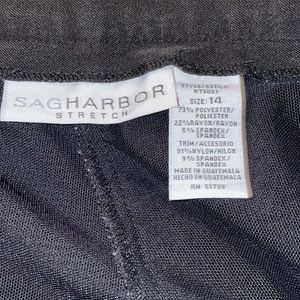 SAGHARBOR
STRETCH
STYLE/ESTILO:
SIZE: 14
73% POLYESTER/
POLIESTER
22% RAYON/RAYON
5% SPANDEX/
SPANDEX
TRIM/ACCESORIO
91% NYLON/NILON
9% SPANDEX/
SPANDEX
MADE IN GUATEMALA
HECHO EN GUATEMALA
RN 51735